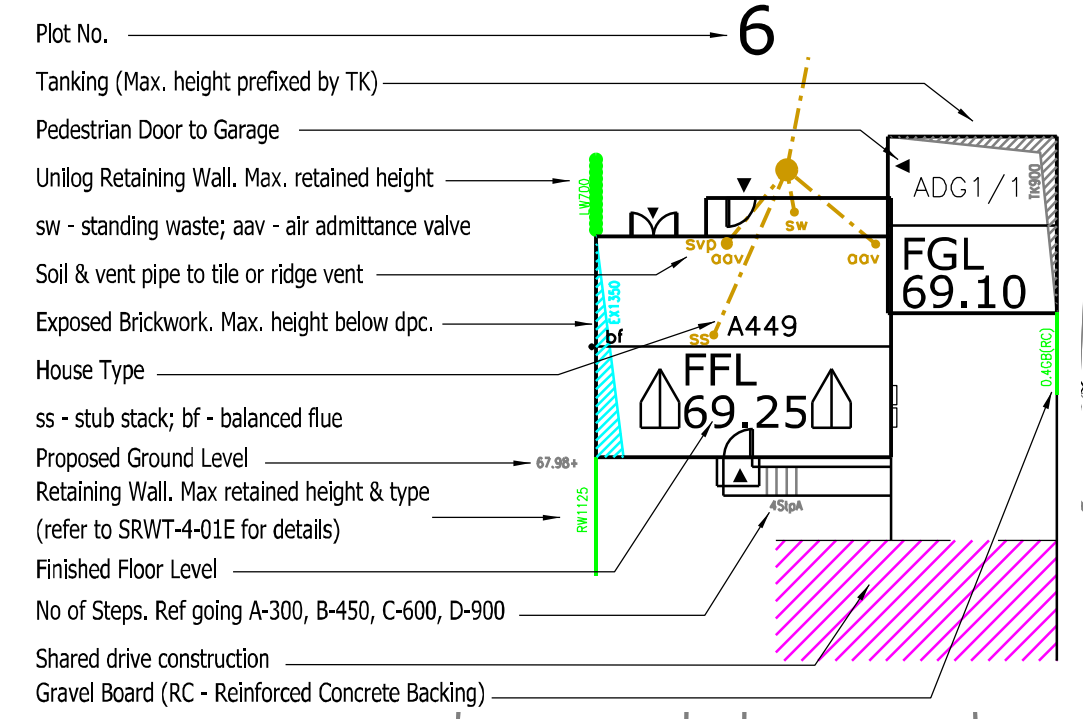 Plot No.
6
Tanking (Max. height prefixed by TK)
Pedestrian Door to Garage
Unilog Retaining Wall. Max. retained height
sw - standing waste; aav - air admittance valve
Soil & vent pipe to tile or ridge vent
Exposed Brickwork. Max. height below dpc.
House Type
ss - stub stack; bf - balanced flue
Proposed Ground Level
Retaining Wall. Max retained height & type
(refer to SRWT-4-01E for details)
Finished Floor Level
No of Steps. Ref going A-300, B-450, C-600, D-900
Shared drive construction
Gravel Board (RC - Reinforced Concrete Backing)
LW700
TK900
ADG1/1
sw
svp
aav
aav
FGL
69.10
EX1350
A449
ss
bf
0.4GB(RC)
FFL
69.25
67.98+
RW1125
4StpA